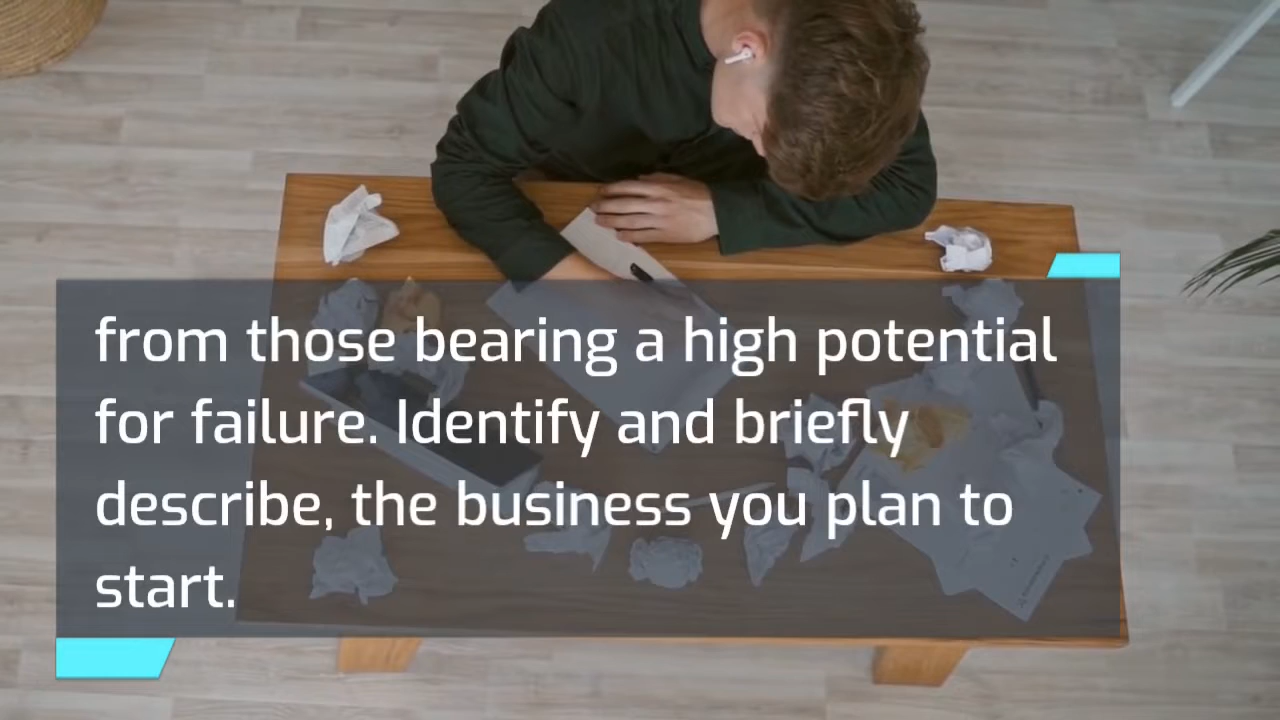 from those bearing a high potential
for failure. Identify and briefly
describe, the business you plan to
start.